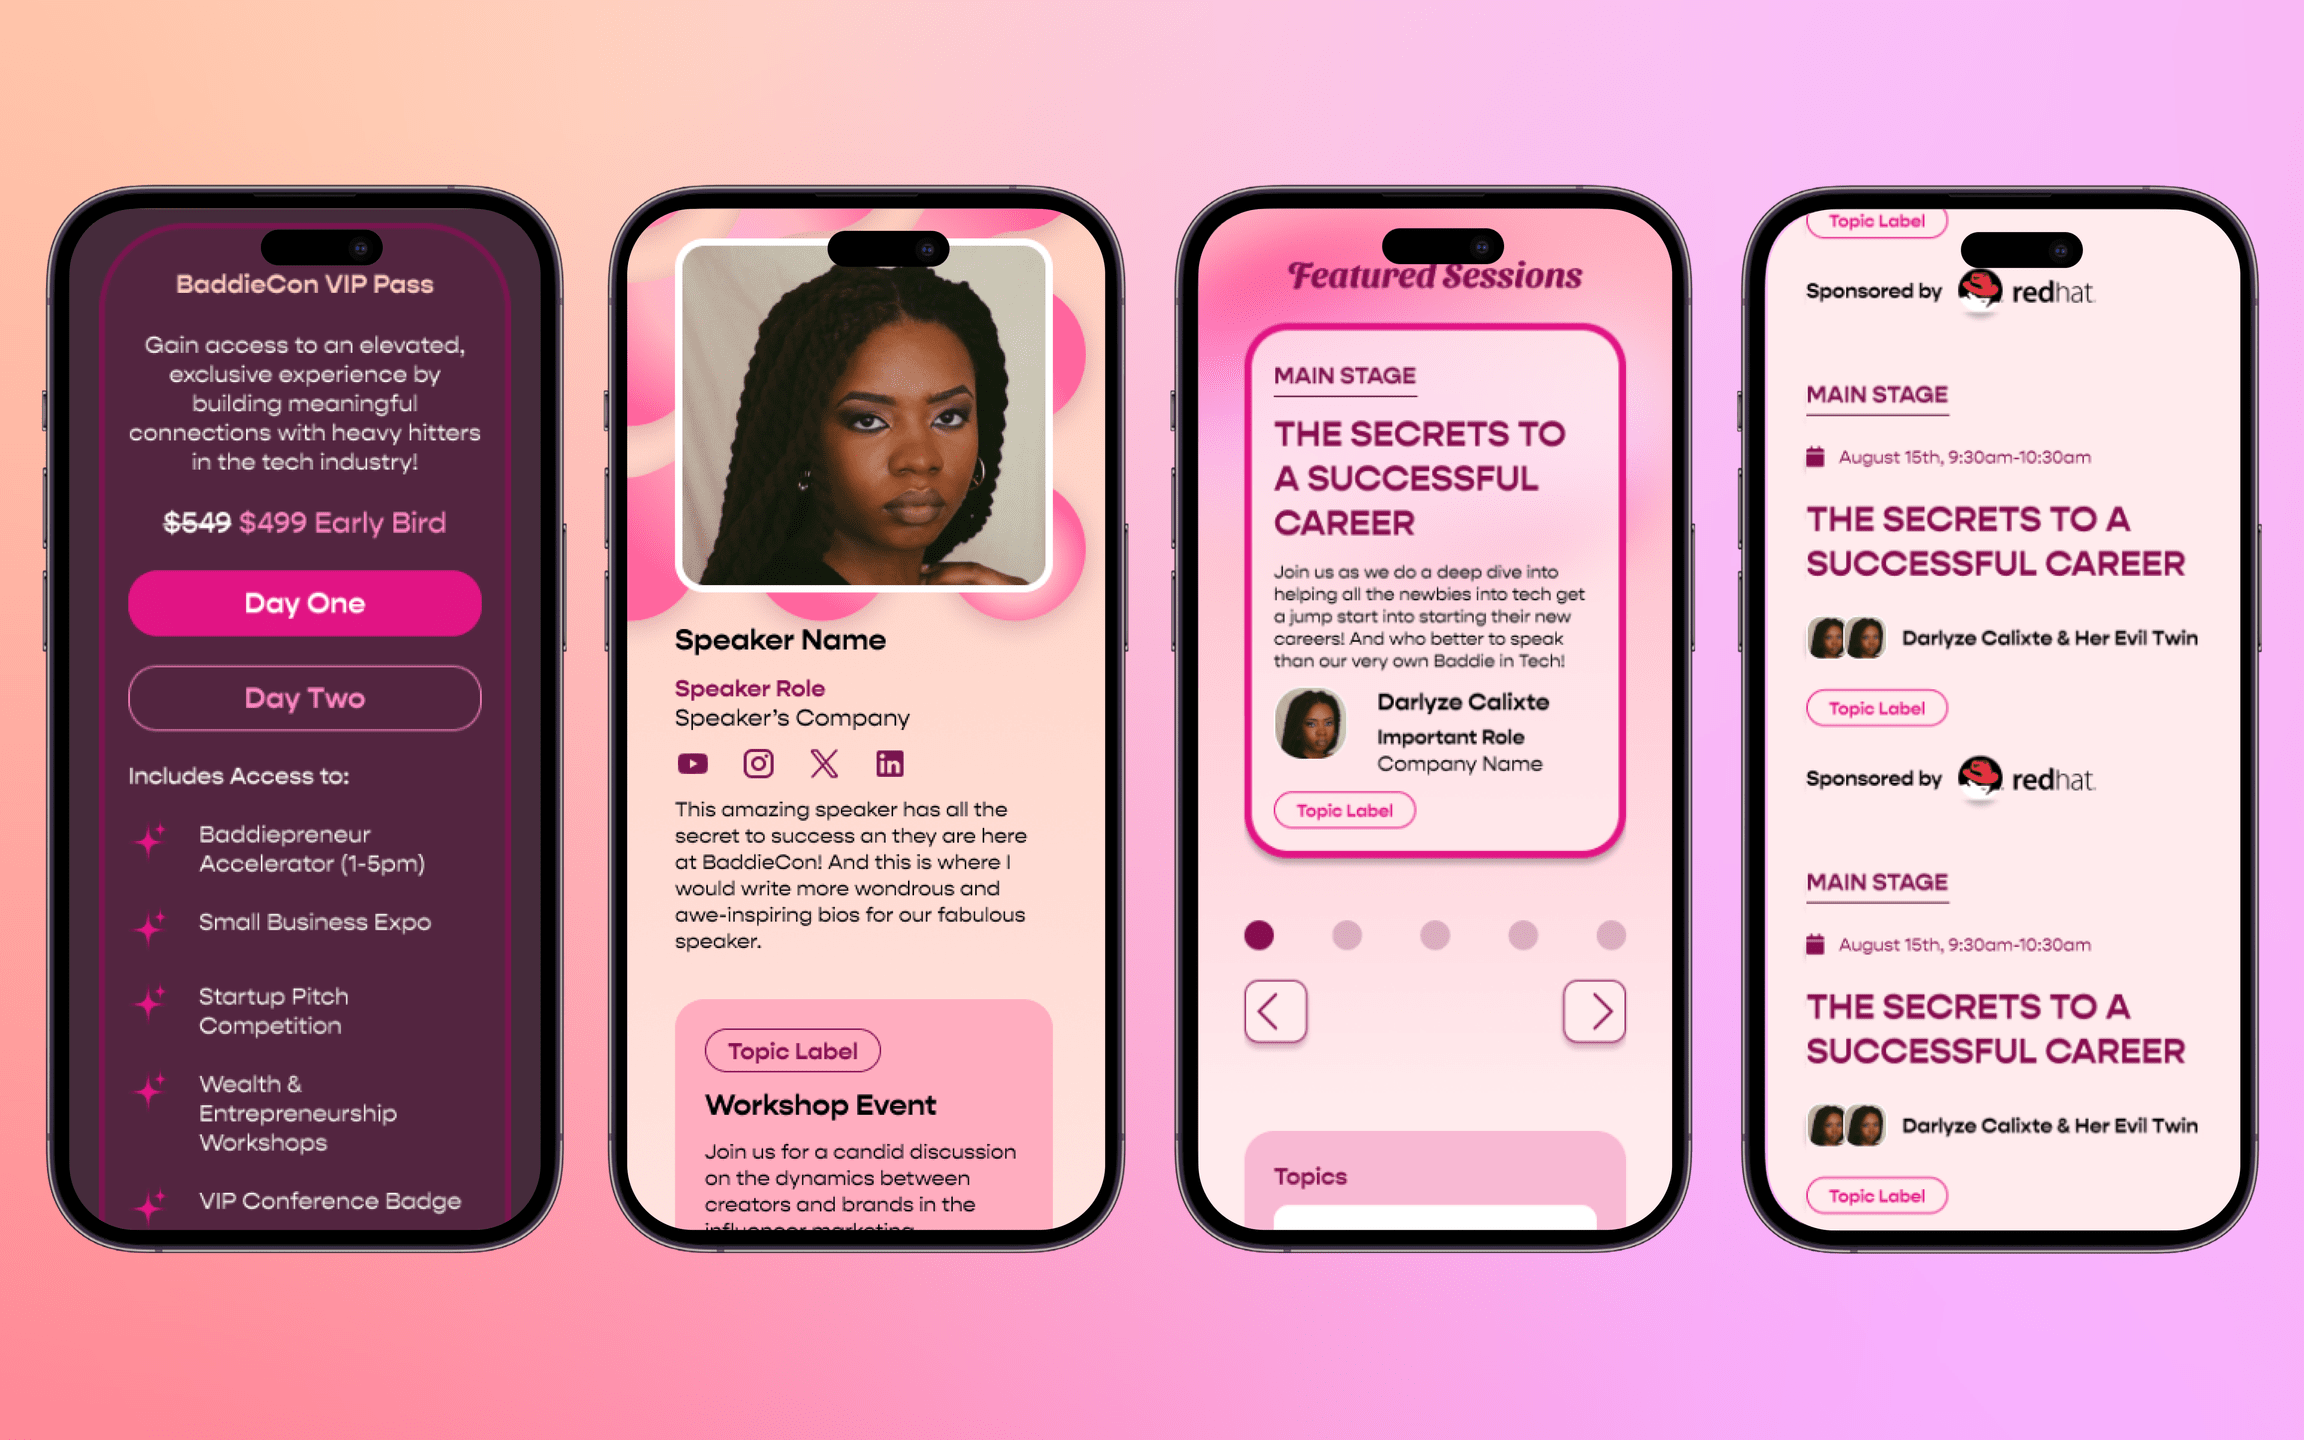 BaddieCon VIP Pass
Gain access to an elevated,
exclusive experience by
building meaningful
connections with heavy hitters
in the tech industry!
$549 $499 Early Bird
Day One
Day Two
Includes Access to:
Baddiepreneur
Accelerator (1-5pm)
Small Business Expo
Startup Pitch
Competition
Wealth &
Entrepreneurship
Workshops
VIP Conference Badge
Speaker Name
Speaker Role
Speaker's Company
This amazing speaker has all the
secret to success an they are here
at BaddieCon! And this is where I
would write more wondrous and
awe-inspiring bios for our fabulous
speaker.
Topic Label
Workshop Event
Join us for a candid discussion
on the dynamics between
creators and brands in the
influencer marketing
Featured Sessions
MAIN STAGE
THE SECRETS TO
A SUCCESSFUL
CAREER
Join us as we do a deep dive into
helping all the newbies into tech get
a jump start into starting their new
careers! And who better to speak
than our very own Baddie in Tech!
Darlyze Calixte
Important Role
Company Name
Topic Label
Topics
Topic Label
Sponsored by redhat
MAIN STAGE
August 15th, 9:30am-10:30am
THE SECRETS TO A
SUCCESSFUL CAREER
Darlyze Calixte & Her Evil Twin
Topic Label
Sponsored by redhat
MAIN STAGE
August 15th, 9:30am-10:30am
THE SECRETS TO A
SUCCESSFUL CAREER
Darlyze Calixte & Her Evil Twin
Topic Label